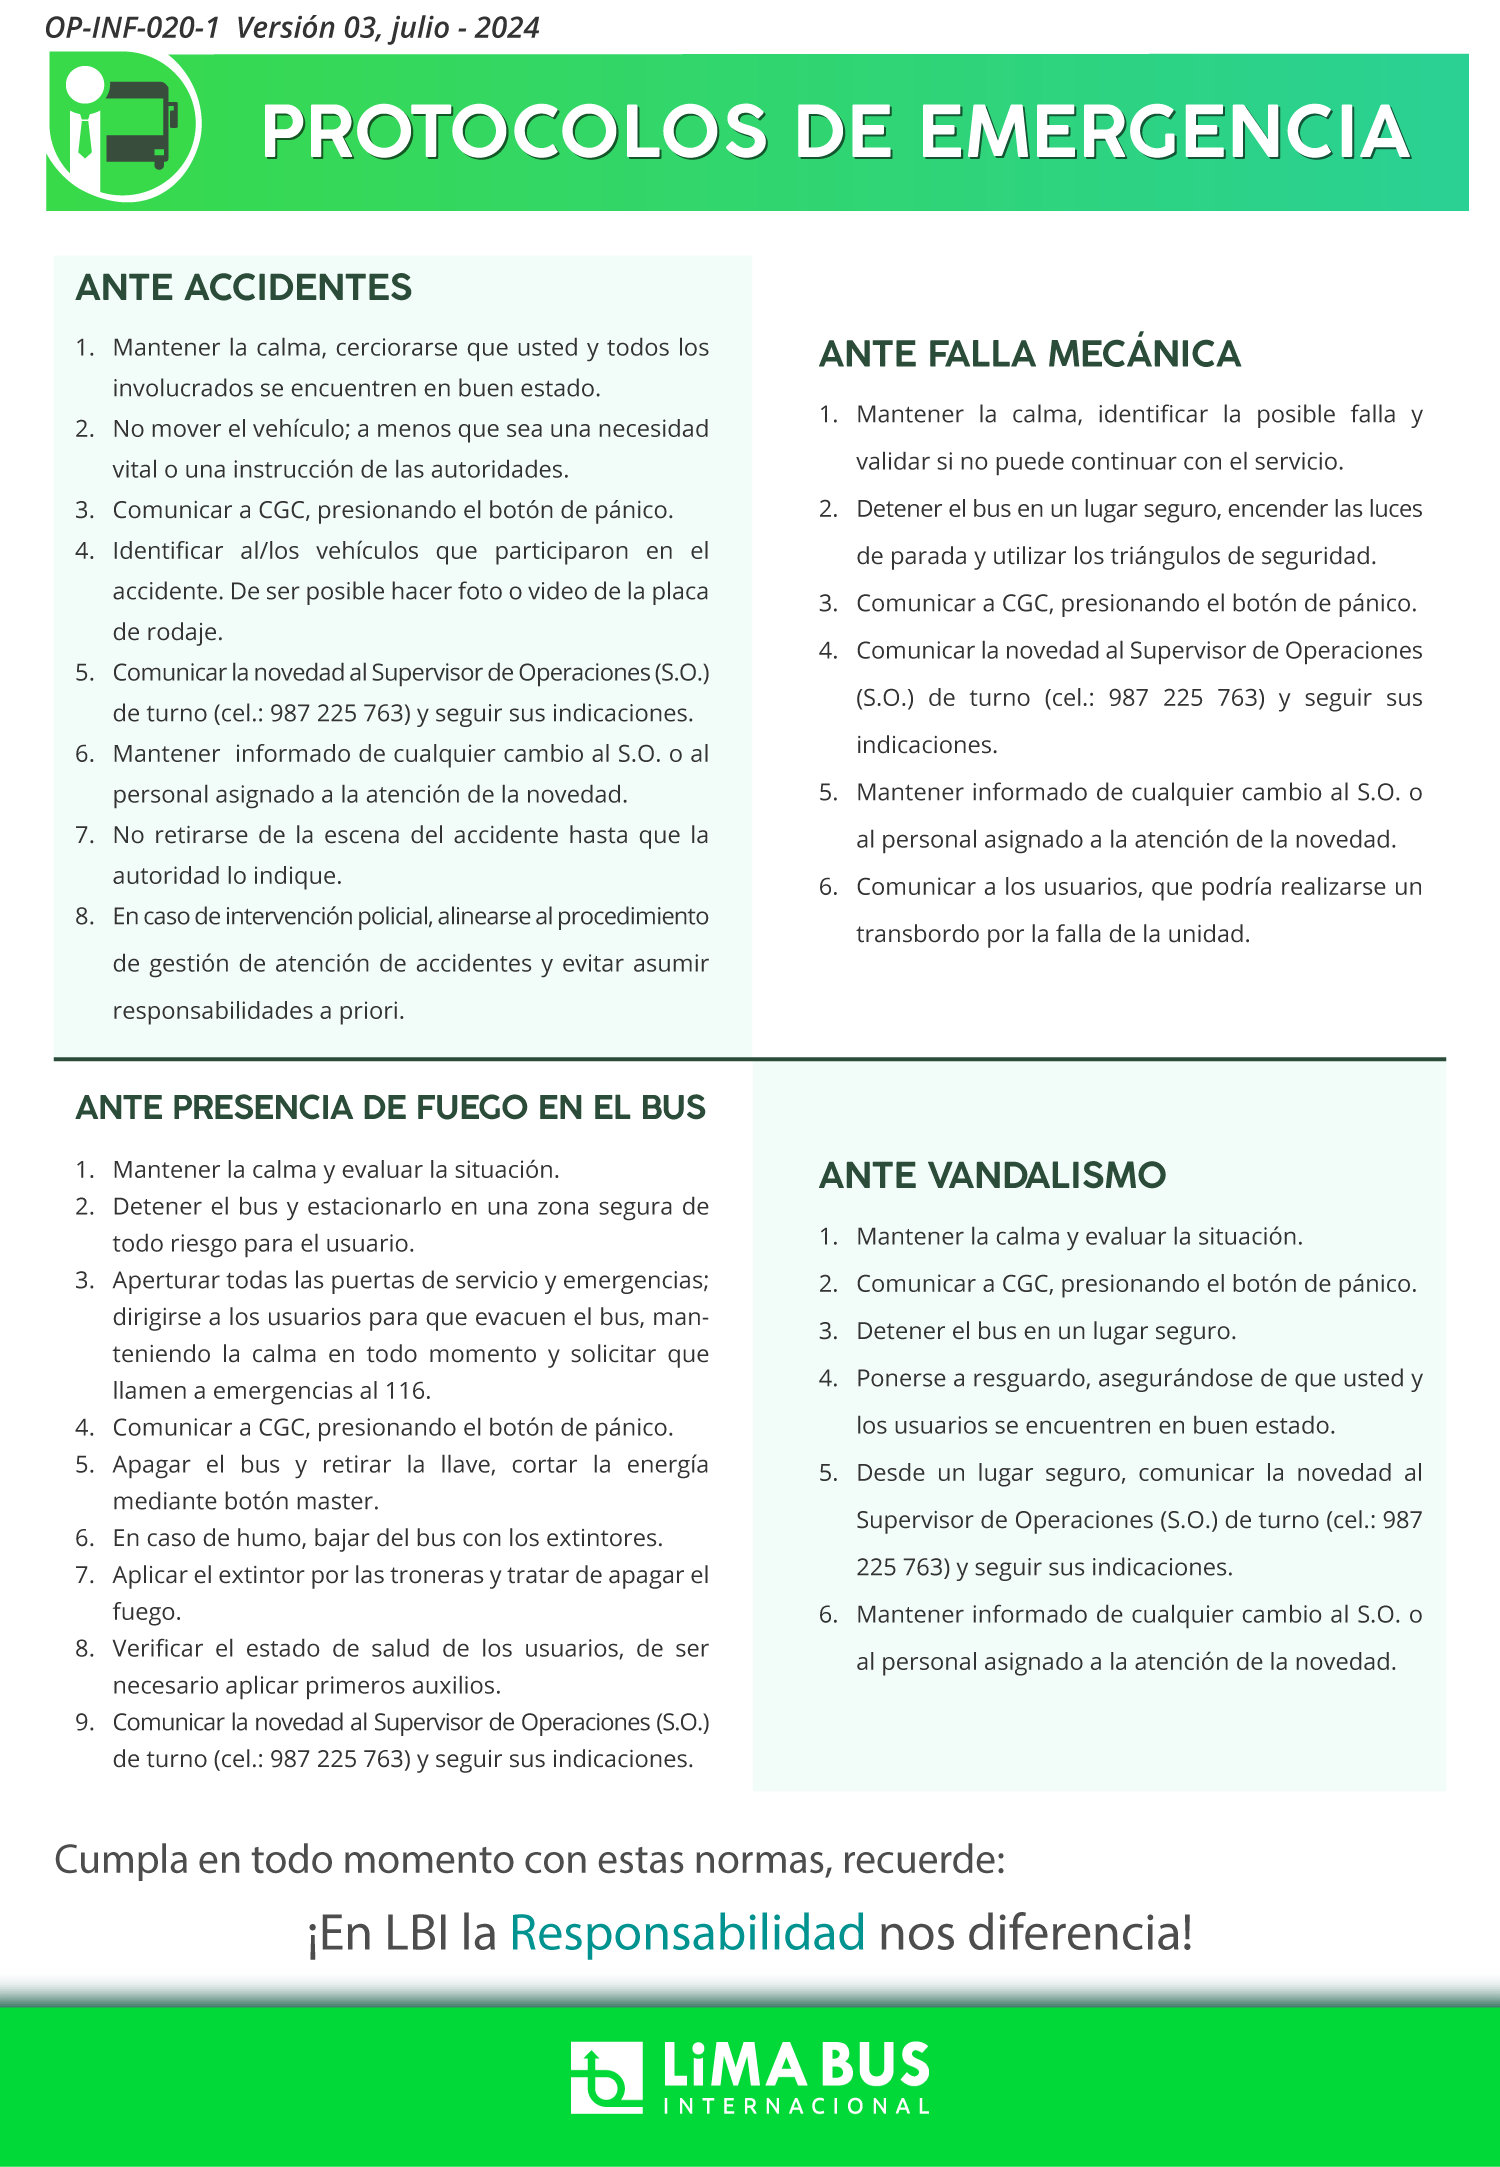 OP-INF-020-1  Versión 03, julio - 2024
PROTOCOLOS DE EMERGENCIA
ANTE ACCIDENTES
1. Mantener la calma, cerciorarse que usted y todos los
involucrados se encuentren en buen estado.
2. No mover el vehículo; a menos que sea una necesidad
vital o una instrucción de las autoridades.
3. Comunicar a CGC, presionando el botón de pánico.
4. Identificar al/los vehículos que participaron en el
accidente. De ser posible hacer foto o video de la placa
de rodaje.
5. Comunicar la novedad al Supervisor de Operaciones (S.O.)
de turno (cel.: 987 225 763) y seguir sus indicaciones.
6. Mantener  informado de cualquier cambio al S.O. o al
personal asignado a la atención de la novedad.
7. No retirarse de la escena del accidente hasta que la
autoridad lo indique.
8. En caso de intervención policial, alinearse al procedimiento
de gestión de atención de accidentes y evitar asumir
responsabilidades a priori.
ANTE FALLA MECÁNICA
1. Mantener la calma, identificar la posible falla y
validar si no puede continuar con el servicio.
2. Detener el bus en un lugar seguro, encender las luces
de parada y utilizar los triángulos de seguridad.
3. Comunicar a CGC, presionando el botón de pánico.
4. Comunicar la novedad al Supervisor de Operaciones
(S.O.) de turno (cel.: 987 225 763) y seguir sus
indicaciones.
5. Mantener informado de cualquier cambio al S.O. o
al personal asignado a la atención de la novedad.
6. Comunicar a los usuarios, que podría realizarse un
transbordo por la falla de la unidad.
ANTE PRESENCIA DE FUEGO EN EL BUS
1. Mantener la calma y evaluar la situación.
2. Detener el bus y estacionarlo en una zona segura de
todo riesgo para el usuario.
3. Aperturar todas las puertas de servicio y emergencias;
dirigirse a los usuarios para que evacuen el bus, man-
teniendo la calma en todo momento y solicitar que
llamen a emergencias al 116.
4. Comunicar a CGC, presionando el botón de pánico.
5. Apagar el bus y retirar la llave, cortar la energía
mediante botón master.
6. En caso de humo, bajar del bus con los extintores.
7. Aplicar el extintor por las troneras y tratar de apagar el
fuego.
8. Verificar el estado de salud de los usuarios, de ser
necesario aplicar primeros auxilios.
9. Comunicar la novedad al Supervisor de Operaciones (S.O.)
de turno (cel.: 987 225 763) y seguir sus indicaciones.
ANTE VANDALISMO
1. Mantener la calma y evaluar la situación.
2. Comunicar a CGC, presionando el botón de pánico.
3. Detener el bus en un lugar seguro.
4. Ponerse a resguardo, asegurándose de que usted y
los usuarios se encuentren en buen estado.
5. Desde un lugar seguro, comunicar la novedad al
Supervisor de Operaciones (S.O.) de turno (cel.: 987
225 763) y seguir sus indicaciones.
6. Mantener informado de cualquier cambio al S.O. o
al personal asignado a la atención de la novedad.
Cumpla en todo momento con estas normas, recuerde:
¡En LBI la Responsabilidad nos diferencia!
LiMA BUS
INTERNACIONAL